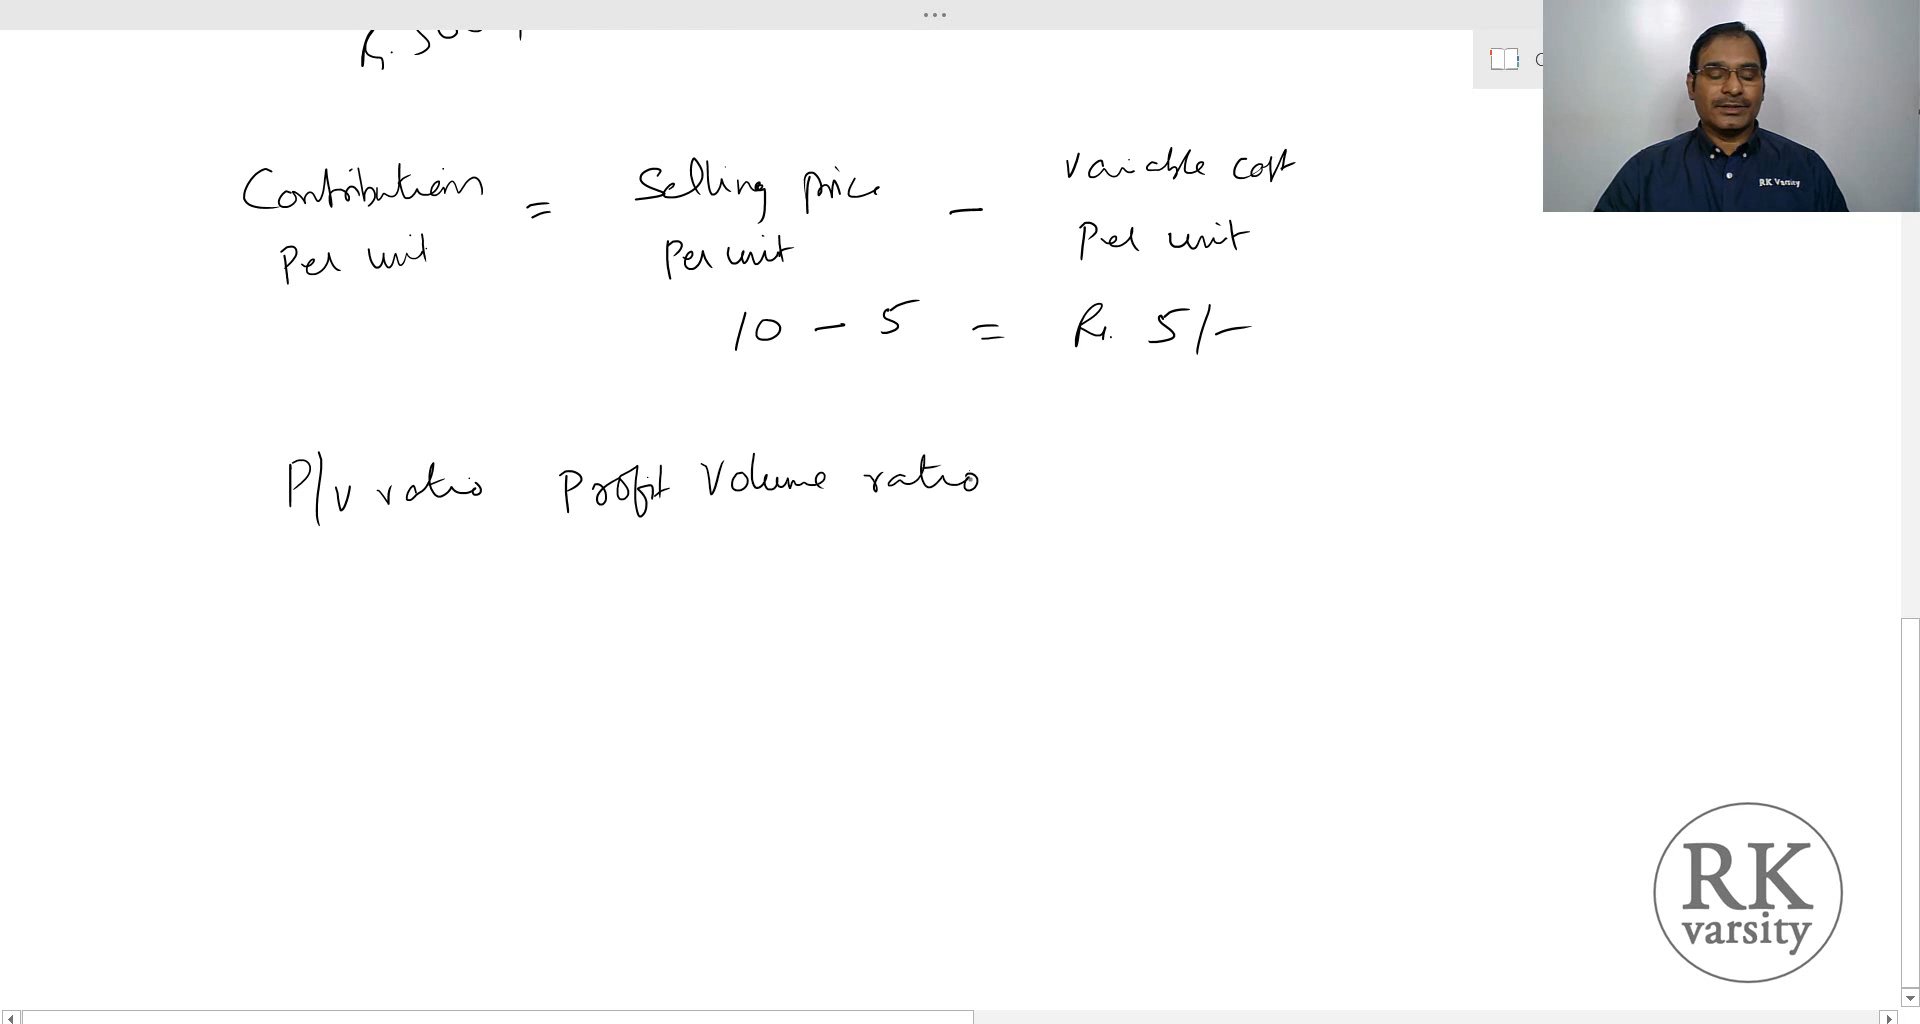 Contribution = Selling price - Variable cost
Per unit Per unit Per unit
10 - 5 = Rs. 5/-
P/v ratio Profit Volume ratio
RK Varsity
RK
varsity